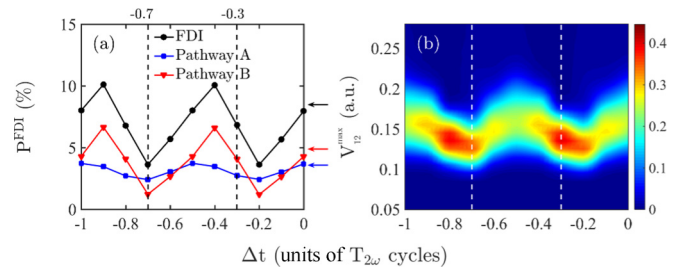 -0.7 -0.3
15
10
5
0
P^FDI (%)
(a)
FDI
Pathway A
Pathway B
-1 -0.8 -0.6 -0.4 -0.2 0
(b)
0.25
0.2
0.15
0.1
0.05
V₁₂^max (a.u.)
-1 -0.8 -0.6 -0.4 -0.2 0
0.4
0.3
0.2
0.1
0
Δt (units of T₂ω cycles)